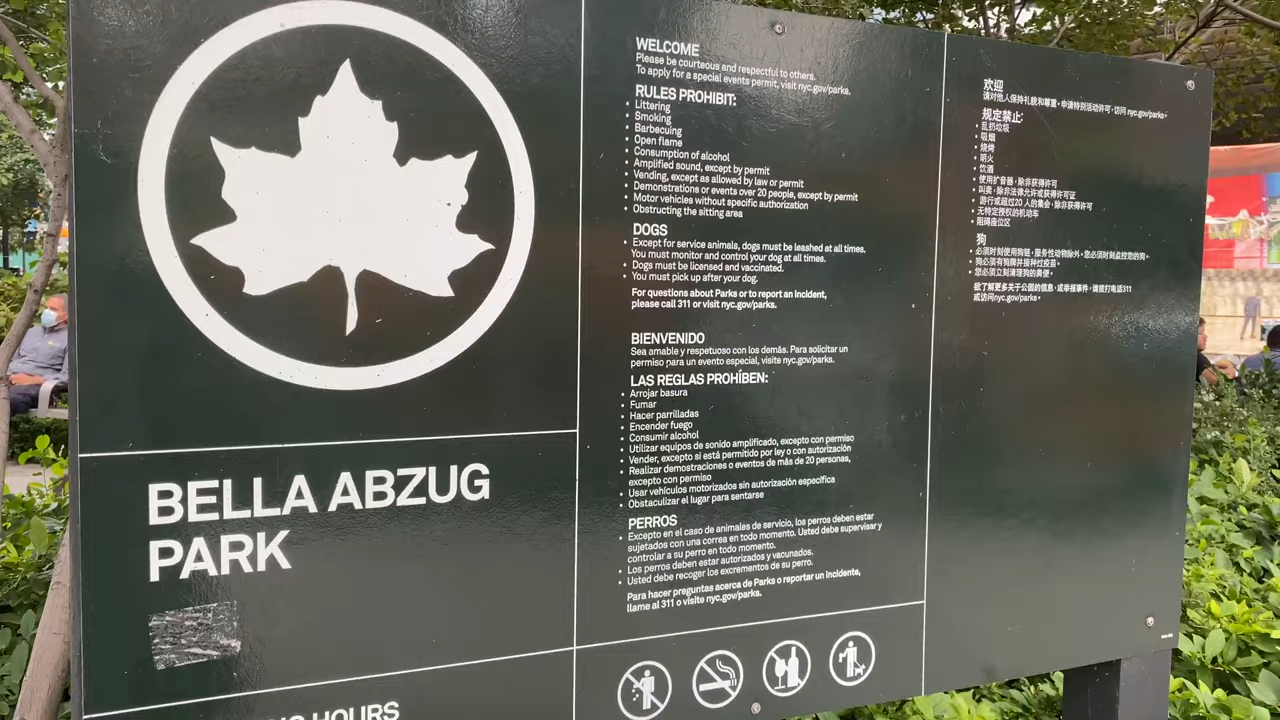 BELLA ABZUG
PARK
HOURS
WELCOME
Please be courteous and respectful to others.
To apply for a special events permit, visit nyc.gov/parks.
RULES PROHIBIT:
• Littering
• Smoking
• Barbecuing
• Open flame
• Consumption of alcohol
• Amplified sound, except by permit
• Vending, except as allowed by law or permit
• Demonstrations or events over 20 people, except by permit
• Motor vehicles without specific authorization
• Obstructing the sitting area
DOGS
• Except for service animals, dogs must be leashed at all times.
You must monitor and control your dog at all times.
• Dogs must be licensed and vaccinated.
• You must pick up after your dog.
For questions about Parks or to report an incident,
please call 311 or visit nyc.gov/parks.
BIENVENIDO
Sea amable y respetuoso con los demás. Para solicitar un
permiso para un evento especial, visite nyc.gov/parks.
LAS REGLAS PROHÍBEN:
• Arrojar basura
• Fumar
• Hacer parrilladas
• Encender fuego
• Consumir alcohol
• Utilizar equipos de sonido amplificado, excepto con permiso
• Vender, excepto si está permitido por ley o con autorización
• Realizar demostraciones o eventos de más de 20 personas,
excepto con permiso
• Usar vehículos motorizados sin autorización específica
• Obstaculizar el lugar para sentarse
PERROS
• Excepto en el caso de animales de servicio, los perros deben estar
sujetados con una correa en todo momento. Usted debe supervisar y
controlar a su perro en todo momento.
• Los perros deben estar autorizados y vacunados.
• Usted debe recoger los excrementos de su perro.
Para hacer preguntas acerca de Parks o reportar un incidente,
llame al 311 o visite nyc.gov/parks.
欢迎
请对他人保持礼貌和尊重。申请特别活动许可，访问 nyc.gov/parks。
规定禁止:
• 乱扔垃圾
• 吸烟
• 烧烤
• 明火
• 饮酒
• 使用扩音器，除非获得许可
• 叫卖，除非法律允许或获得许可证
• 游行或超过20 人的集会，除非获得许可
• 无特定授权的机动车
• 阻碍座位区
狗
• 必须时刻使用狗链，服务性动物除外。您必须时刻监控您的狗。
• 狗必须有狗牌并接种过疫苗。
• 您必须立刻清理狗的粪便。
欲了解更多关于公园的信息，或举报事件，请拨打电话311
或访问nyc.gov/parks。